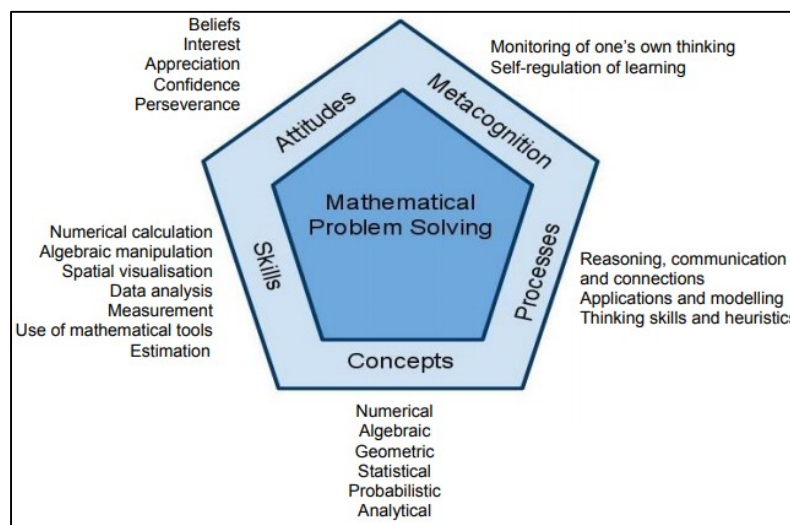 Beliefs
Interest
Appreciation
Confidence
Perseverance
Monitoring of one's own thinking
Self-regulation of learning
Attitudes
Metacognition
Mathematical
Problem Solving
Numerical calculation
Algebraic manipulation
Spatial visualisation
Data analysis
Measurement
Use of mathematical tools
Estimation
Skills
Processes
Reasoning, communication
and connections
Applications and modelling
Thinking skills and heuristics
Concepts
Numerical
Algebraic
Geometric
Statistical
Probabilistic
Analytical